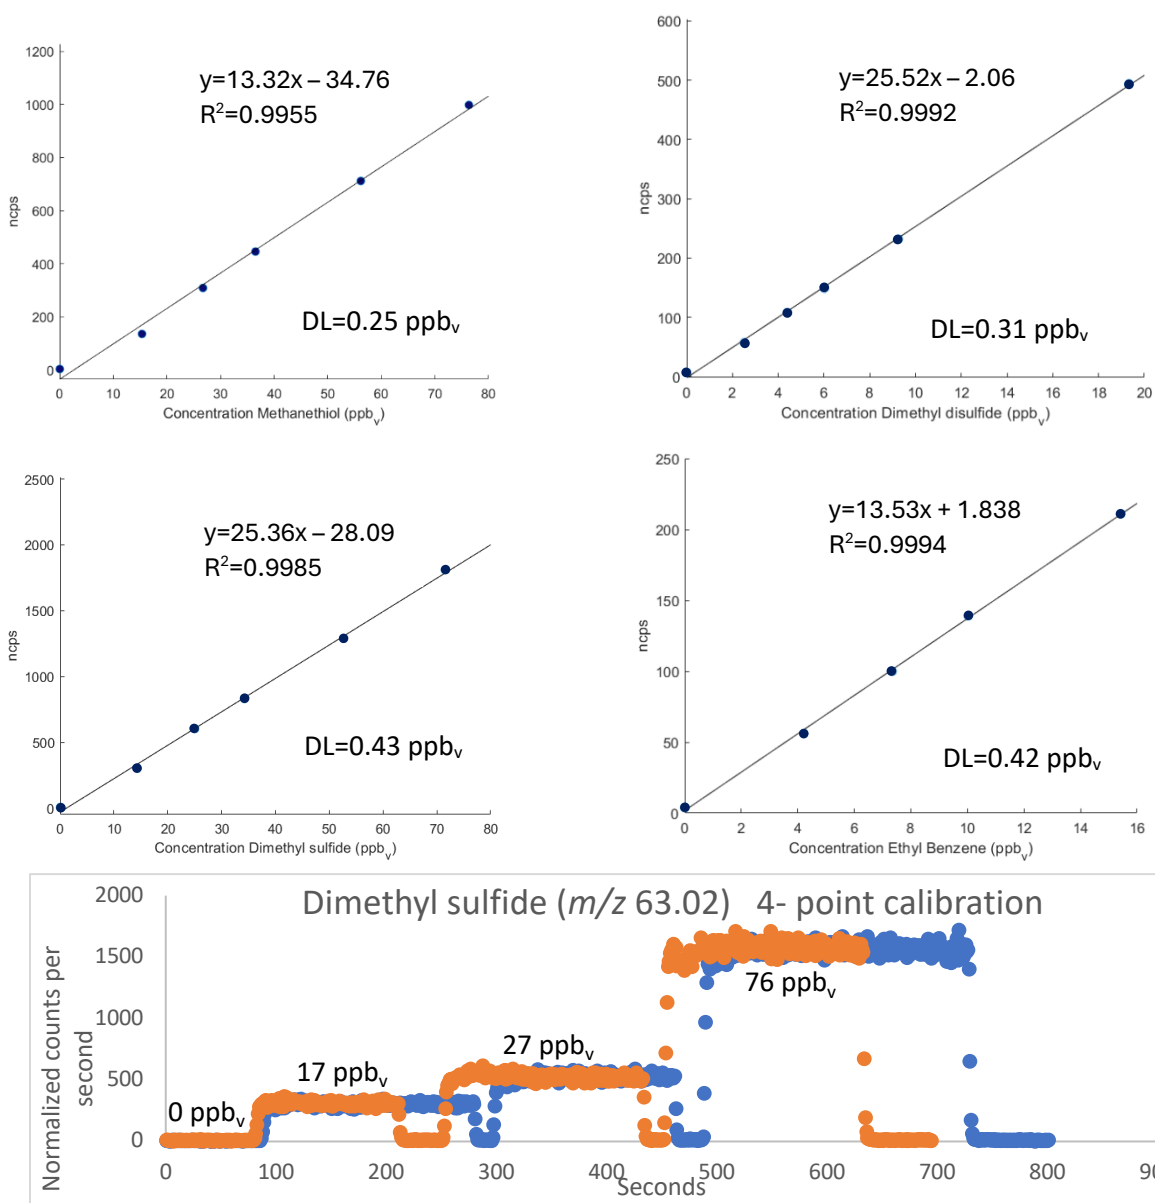 1200
1000
800
600
400
200
0
ncps
y=13.32x – 34.76
R²=0.9955
DL=0.25 ppbᵥ
0 10 20 30 40 50 60 70 80
Concentration Methanethiol (ppbᵥ)
600
500
400
300
200
100
0
ncps
y=25.52x – 2.06
R²=0.9992
DL=0.31 ppbᵥ
0 2 4 6 8 10 12 14 16 18 20
Concentration Dimethyl disulfide (ppbᵥ)
2500
2000
1500
1000
500
0
ncps
y=25.36x – 28.09
R²=0.9985
DL=0.43 ppbᵥ
0 10 20 30 40 50 60 70 80
Concentration Dimethyl sulfide (ppbᵥ)
250
200
150
100
50
0
ncps
y=13.53x + 1.838
R²=0.9994
DL=0.42 ppbᵥ
0 2 4 6 8 10 12 14 16
Concentration Ethyl Benzene (ppbᵥ)
Dimethyl sulfide (m/z 63.02) 4- point calibration
Normalized counts per
second
2000
1500
1000
500
0
0 ppbᵥ
17 ppbᵥ
27 ppbᵥ
76 ppbᵥ
0 100 200 300 400 500 600 700 800 90
Seconds